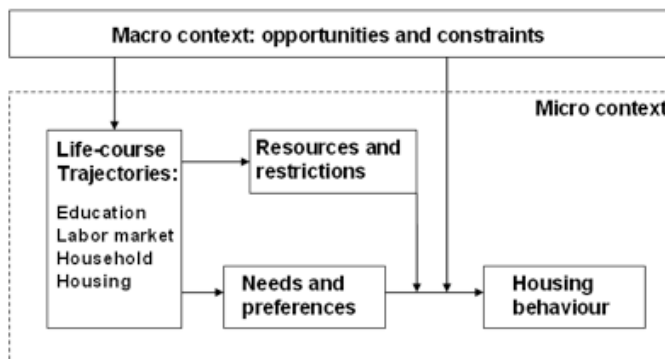 Macro context: opportunities and constraints
Micro context
Life-course
Trajectories:
Education
Labor market
Household
Housing
Resources and
restrictions
Needs and
preferences
Housing
behaviour